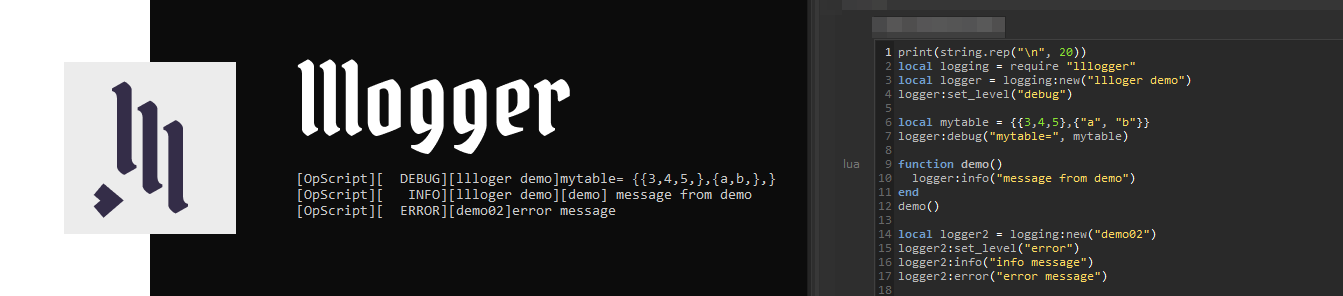 lllogger
[OpScript][  DEBUG][llloger demo]mytable= {{3,4,5,},{a,b,},}
[OpScript][   INFO][llloger demo][demo] message from demo
[OpScript][  ERROR][demo02]error message
lua
1 print(string.rep("\n", 20))
2 local logging = require "lllogger"
3 local logger = logging:new("llloger demo")
4 logger:set_level("debug")
5
6 local mytable = {{3,4,5},{"a", "b"}}
7 logger:debug("mytable=", mytable)
8
9 function demo()
10   logger:info("message from demo")
11 end
12 demo()
13
14 local logger2 = logging:new("demo02")
15 logger2:set_level("error")
16 logger2:info("info message")
17 logger2:error("error message")
18